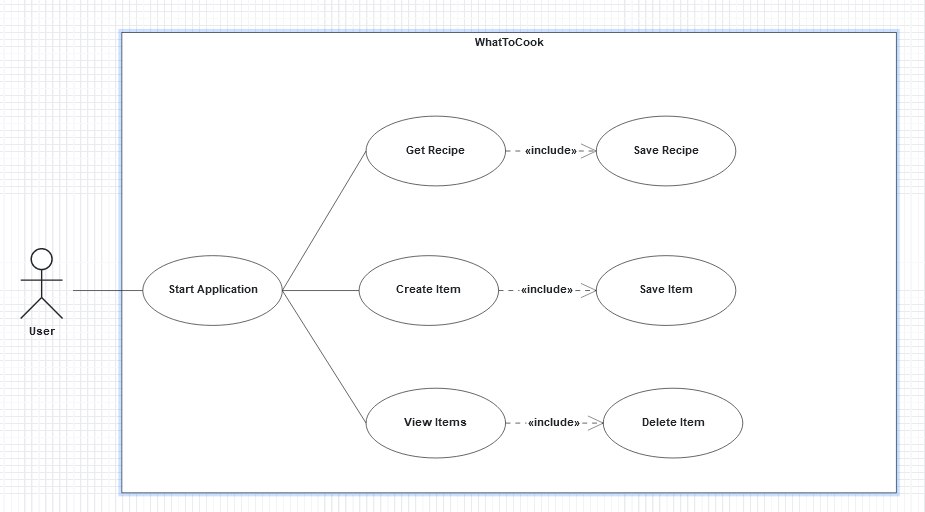 WhatToCook
Get Recipe
«include»
Save Recipe
Start Application
Create Item
«include»
Save Item
User
View Items
«include»
Delete Item